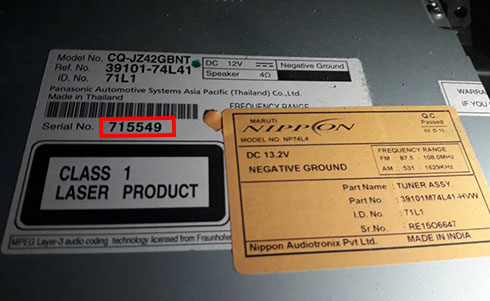 Model No. CQ-JZ42GBNT
Ref. No. 39101-74L41
ID. No. 71L1
DC 12V Negative Ground
Speaker 4Ω
Panasonic Automotive Systems Asia Pacific (Thailand) Co., Ltd.
Made in Thailand
FREQUENCY RANGE
Serial No. 715549
CLASS 1
LASER PRODUCT
MPEG Layer-3 audio coding technology licensed from Fraunhofer
WARRA
IF YOU
MARUTI
NIPPON
MODEL NO. NP74L4
Q.C.
Passed
DC 13.2V
NEGATIVE GROUND
FREQUENCY RANGE
FM : 87.5 - 108.0MHz
AM : 531 - 1629KHz
Part Name : TUNER ASSY.
Part No : 39101M74L41-HVW
I.D. No. : 71L1
Sr.No. : RE15O6647
Nippon Audiotronix Pvt Ltd. MADE IN INDIA